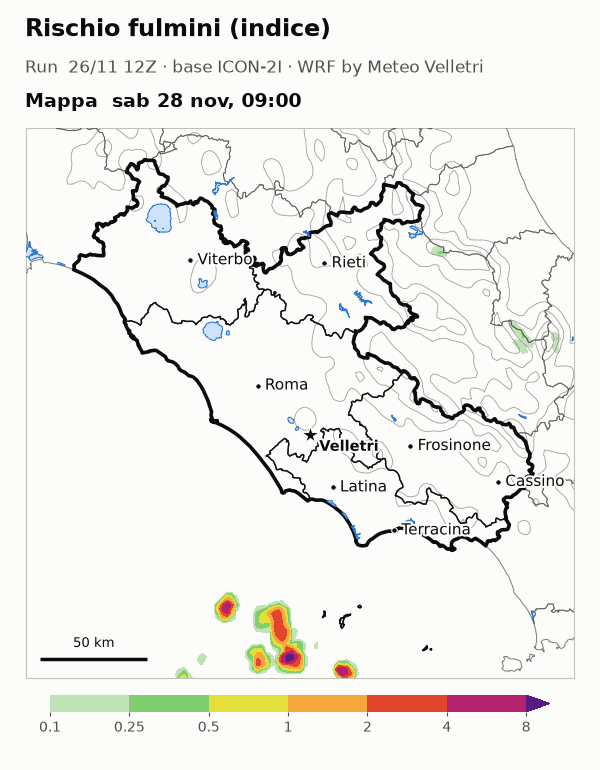 Rischio fulmini (indice)
Run  26/11 12Z · base ICON-2I · WRF by Meteo Velletri
Mappa  sab 28 nov, 09:00
Viterbo
Rieti
Roma
Velletri
Frosinone
Cassino
Latina
Terracina
50 km
0.1 0.25 0.5 1 2 4 8